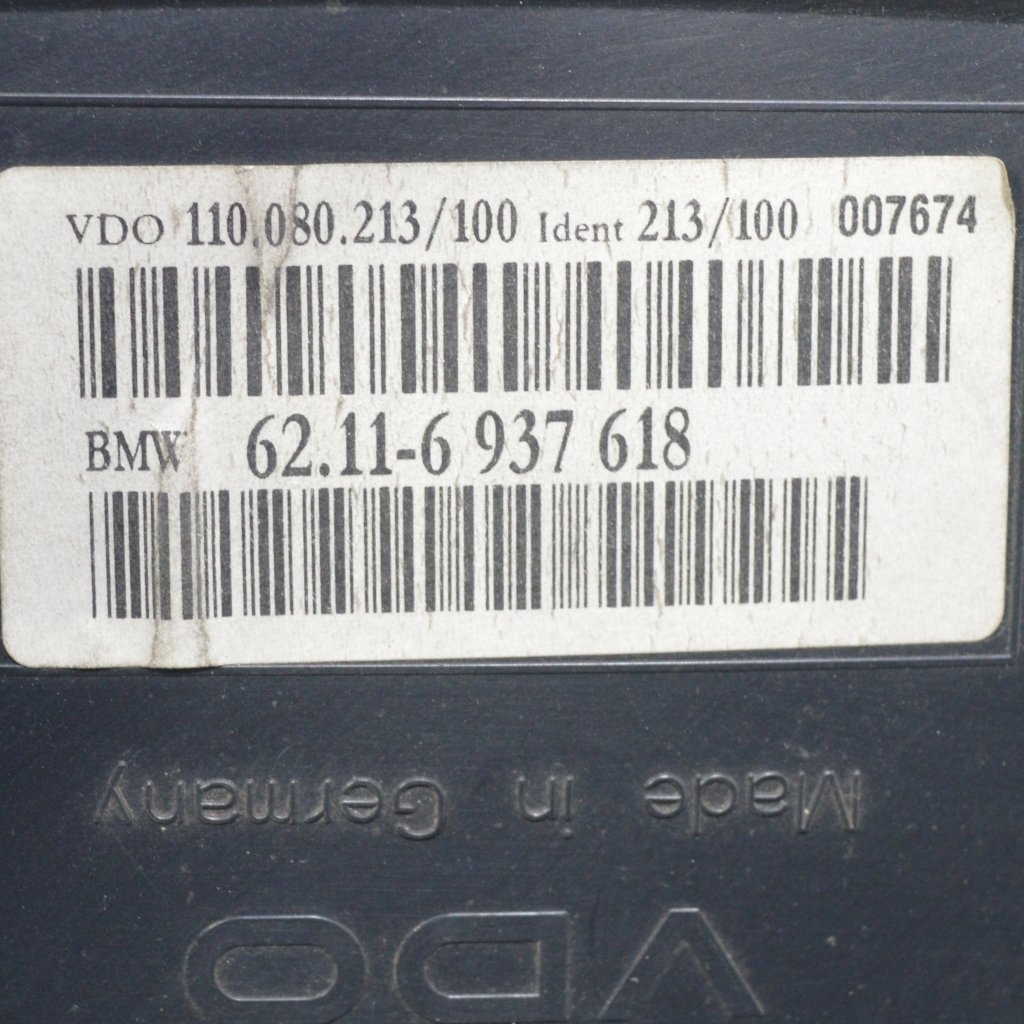 VDO 110.080.213/100 Ident 213/100 007674
BMW 62.11-6 937 618
Made in Germany
VDO